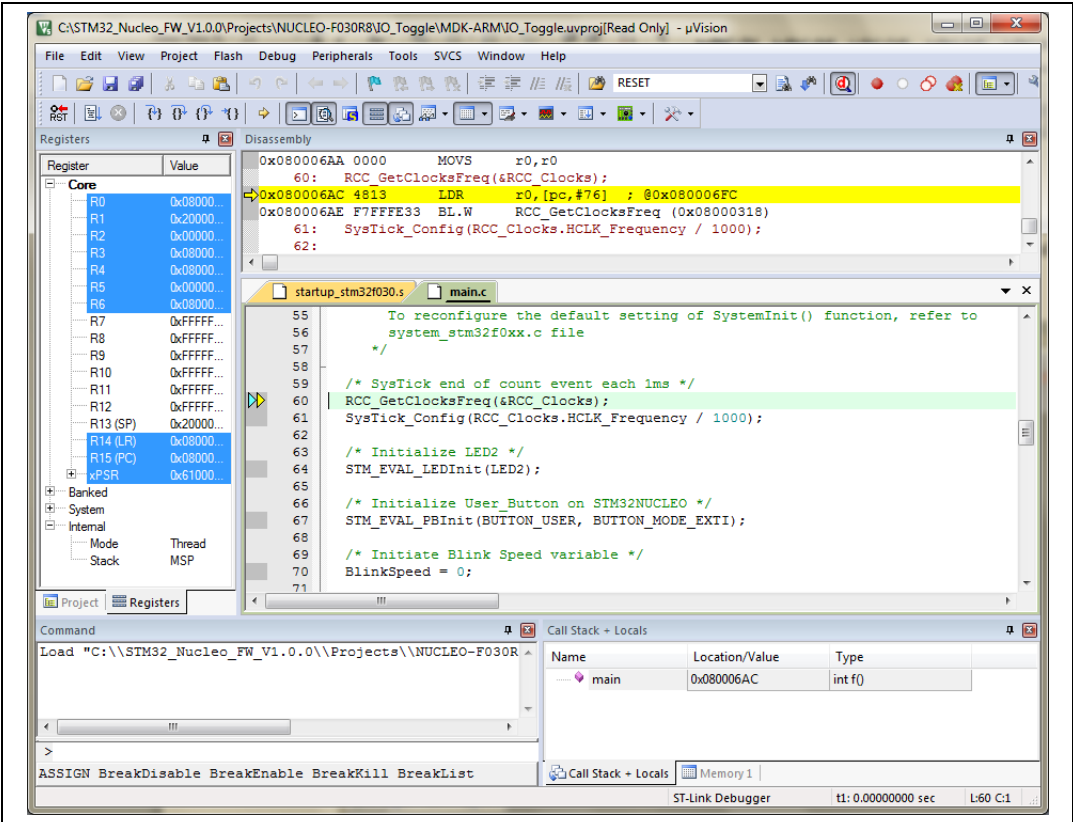 C:\STM32_Nucleo_FW_V1.0.0\Projects\NUCLEO-F030R8\IO_Toggle\MDK-ARM\IO_Toggle.uvproj[Read Only] - µVision
File Edit View Project Flash Debug Peripherals Tools SVCS Window Help
RESET
RST
Registers
Register Value
Core
R0 0x08000...
R1 0x20000...
R2 0x00000...
R3 0x08000...
R4 0x08000...
R5 0x00000...
R6 0x08000...
R7 0xFFFFF...
R8 0xFFFFF...
R9 0xFFFFF...
R10 0xFFFFF...
R11 0xFFFFF...
R12 0xFFFFF...
R13 (SP) 0x20000...
R14 (LR) 0x08000...
R15 (PC) 0x08000...
xPSR 0x61000...
Banked
System
Internal
Mode Thread
Stack MSP
Project Registers
Disassembly
0x080006AA 0000 MOVS r0,r0
60: RCC_GetClocksFreq(&RCC_Clocks);
0x080006AC 4813 LDR r0,[pc,#76] ; @0x080006FC
0x080006AE F7FFFE33 BL.W RCC_GetClocksFreq (0x08000318)
61: SysTick_Config(RCC_Clocks.HCLK_Frequency / 1000);
62:
startup_stm32f030.s main.c
55 To reconfigure the default setting of SystemInit() function, refer to
56 system_stm32f0xx.c file
57 */
58
59 /* SysTick end of count event each 1ms */
60 RCC_GetClocksFreq(&RCC_Clocks);
61 SysTick_Config(RCC_Clocks.HCLK_Frequency / 1000);
62
63 /* Initialize LED2 */
64 STM_EVAL_LEDInit(LED2);
65
66 /* Initialize User_Button on STM32NUCLEO */
67 STM_EVAL_PBInit(BUTTON_USER, BUTTON_MODE_EXTI);
68
69 /* Initiate Blink Speed variable */
70 BlinkSpeed = 0;
71
Command
Load "C:\\STM32_Nucleo_FW_V1.0.0\\Projects\\NUCLEO-F030R
>
ASSIGN BreakDisable BreakEnable BreakKill BreakList
Call Stack + Locals
Name Location/Value Type
main 0x080006AC int f()
Call Stack + Locals Memory 1
ST-Link Debugger t1: 0.00000000 sec L:60 C:1